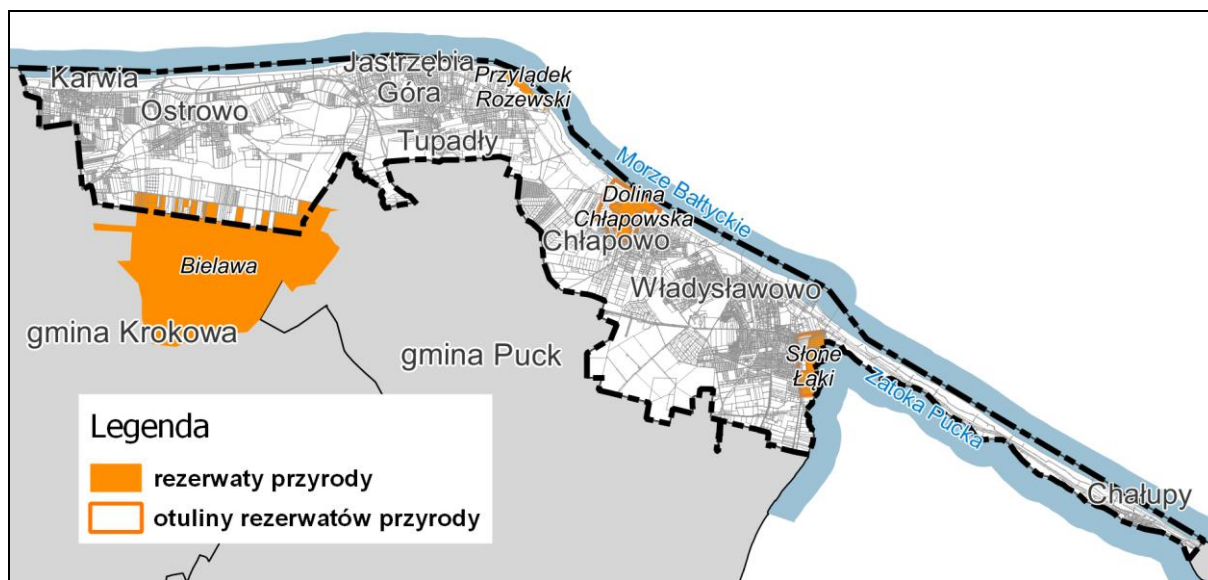 Karwia
Ostrowo
Jastrzębia
Góra
Przylądek
Rozewski
Tupadły
Morze Bałtyckie
Dolina
Chłapowska
Chłapowo
Bielawa
Władysławowo
gmina Krokowa
gmina Puck
Słone
Łąki
Zatoka Pucka
Chałupy
Legenda
rezerwaty przyrody
otuliny rezerwatów przyrody